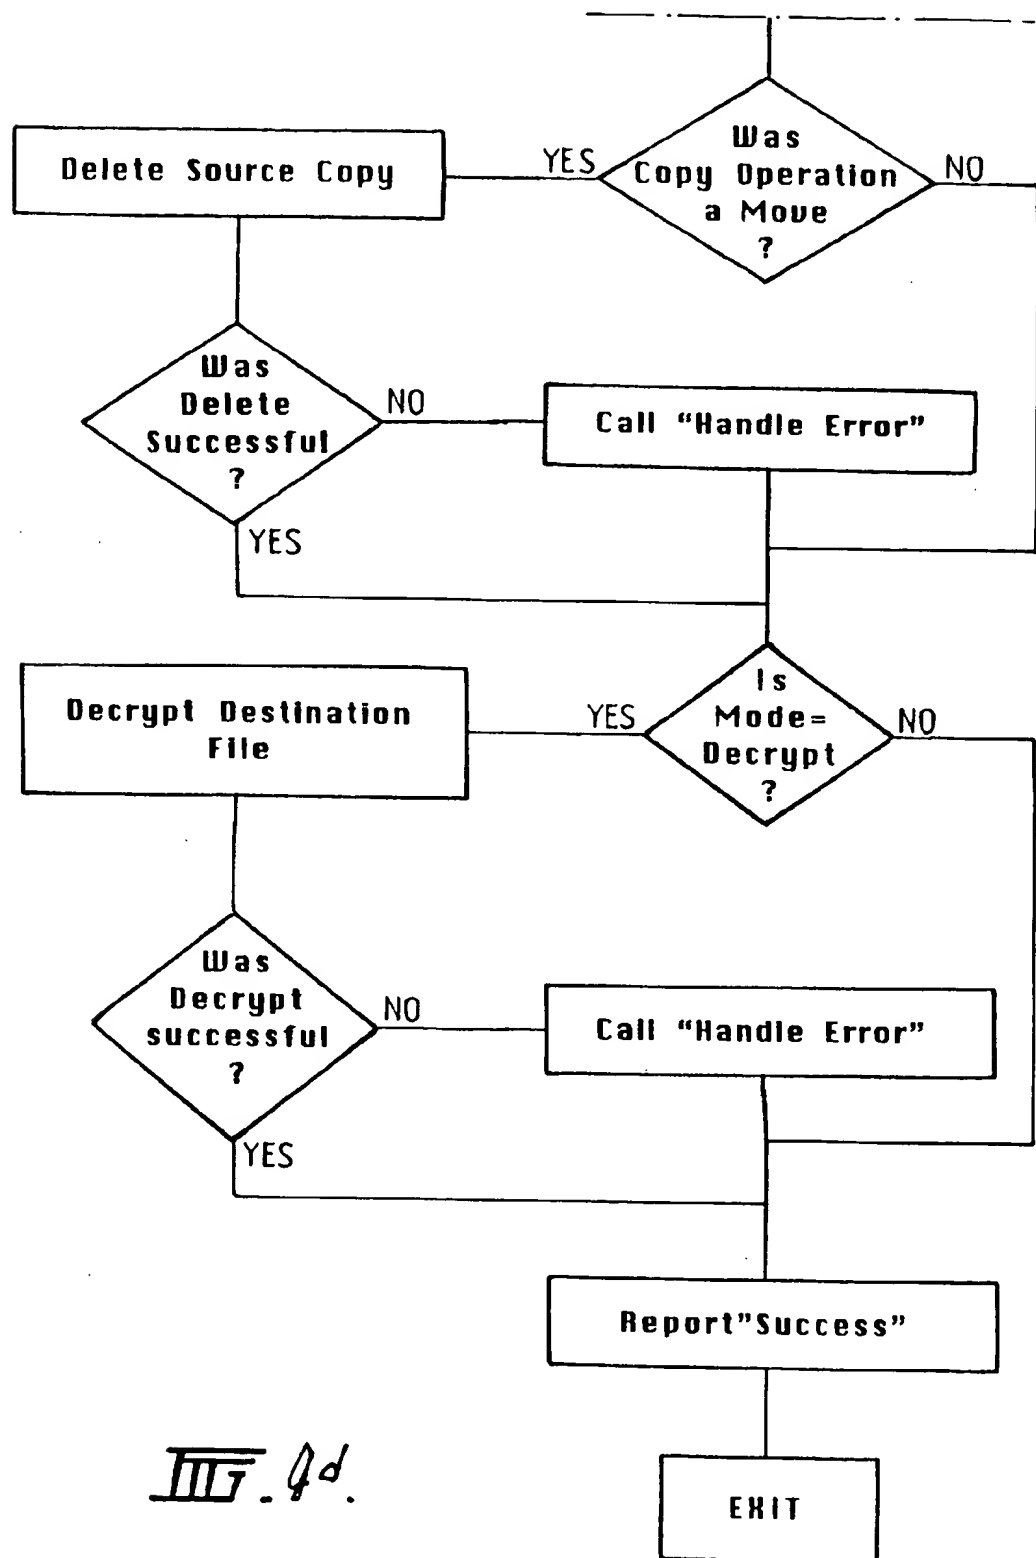 Was
Copy Operation
a Move
?
YES
NO
Delete Source Copy
Was
Delete
Successful
?
NO
YES
Call “Handle Error”
Is
Mode=
Decrypt
?
YES
NO
Decrypt Destination
File
Was
Decrypt
successful
?
NO
YES
Call “Handle Error”
Report”Success”
EXIT